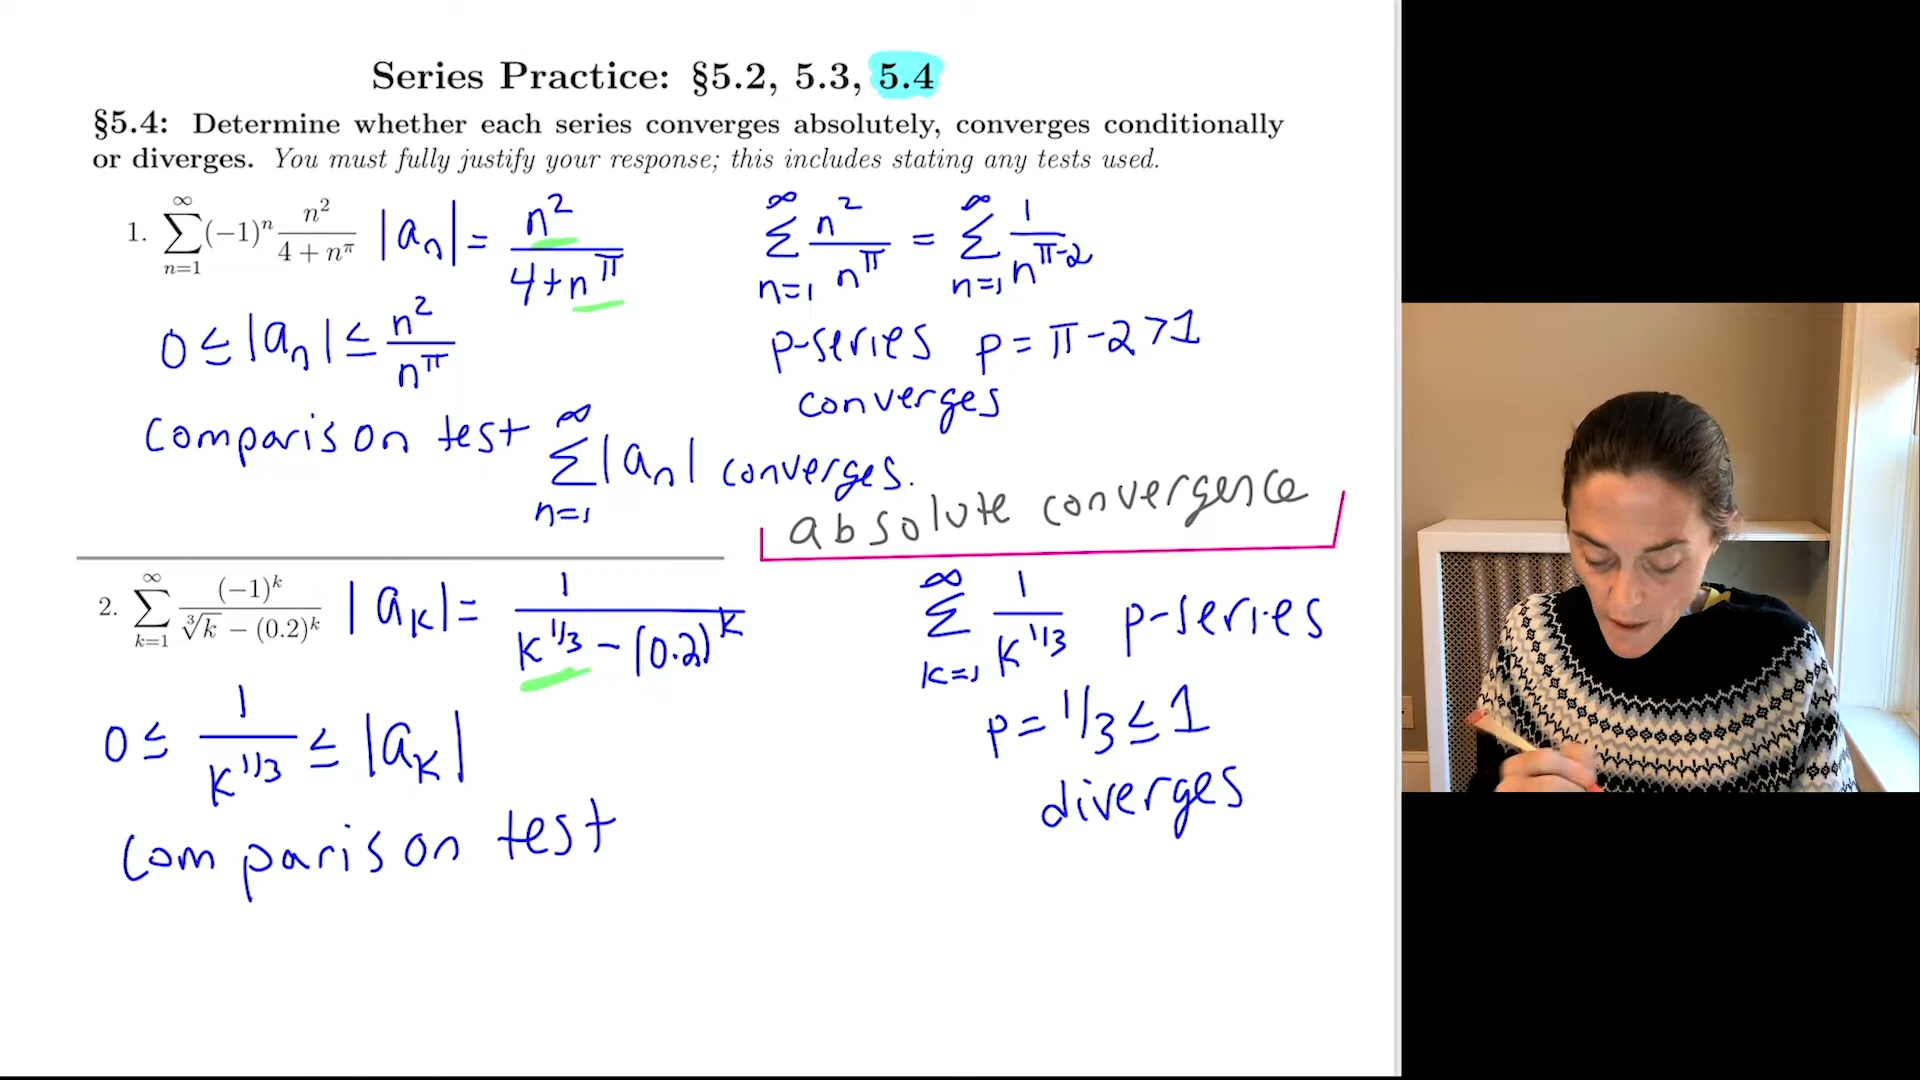 Series Practice: §5.2, 5.3, 5.4
§5.4: Determine whether each series converges absolutely, converges conditionally
or diverges. You must fully justify your response; this includes stating any tests used.
1. ∑_{n=1}^{∞} (−1)^n n^2/(4 + n^π) |a_n| = n^2/(4+n^π)
∑_{n=1}^{∞} n^2/n^π = ∑_{n=1}^{∞} 1/n^{π-2}
0 ≤ |a_n| ≤ n^2/n^π
p-series p = π-2 > 1
converges
comparison test ∑_{n=1}^{∞} |a_n| converges.
absolute convergence
2. ∑_{k=1}^{∞} (−1)^k/(∛k − (0.2)^k) |a_k| = 1/(k^{1/3} - (0.2)^k)
∑_{k=1}^{∞} 1/k^{1/3} p-series
0 ≤ 1/k^{1/3} ≤ |a_k|
p = 1/3 ≤ 1
diverges
comparison test